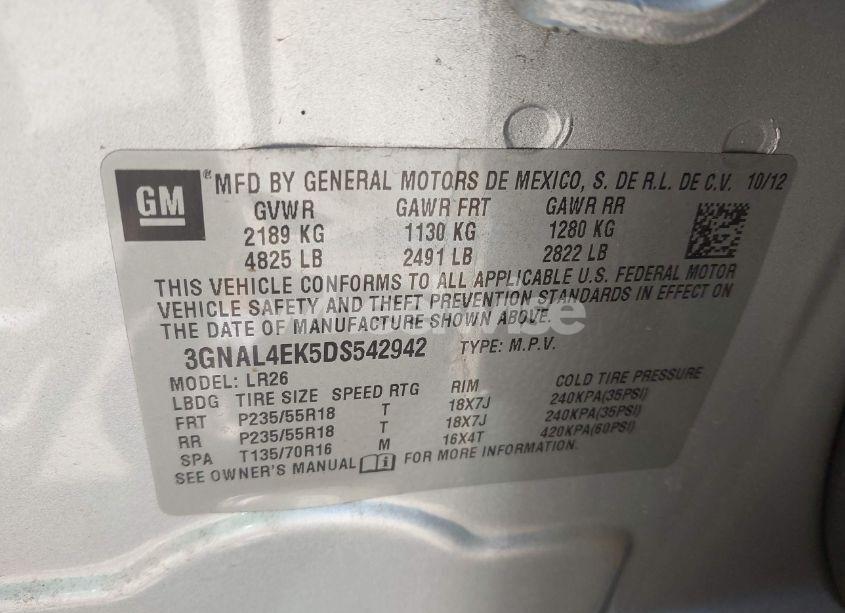 GM ® MFD BY GENERAL MOTORS DE MEXICO, S. DE R.L. DE C.V. 10/12
GVWR GAWR FRT GAWR RR
2189 KG 1130 KG 1280 KG
4825 LB 2491 LB 2822 LB
THIS VEHICLE CONFORMS TO ALL APPLICABLE U.S. FEDERAL MOTOR
VEHICLE SAFETY AND THEFT PREVENTION STANDARDS IN EFFECT ON
THE DATE OF MANUFACTURE SHOWN ABOVE.
3GNAL4EK5DS542942 TYPE: M.P.V.
MODEL: LR26
LBDG TIRE SIZE SPEED RTG RIM COLD TIRE PRESSURE
FRT P235/55R18 T 18X7J 240KPA(35PSI)
RR P235/55R18 T 18X7J 240KPA(35PSI)
SPA T135/70R16 M 16X4T 420KPA(60PSI)
SEE OWNER'S MANUAL FOR MORE INFORMATION.